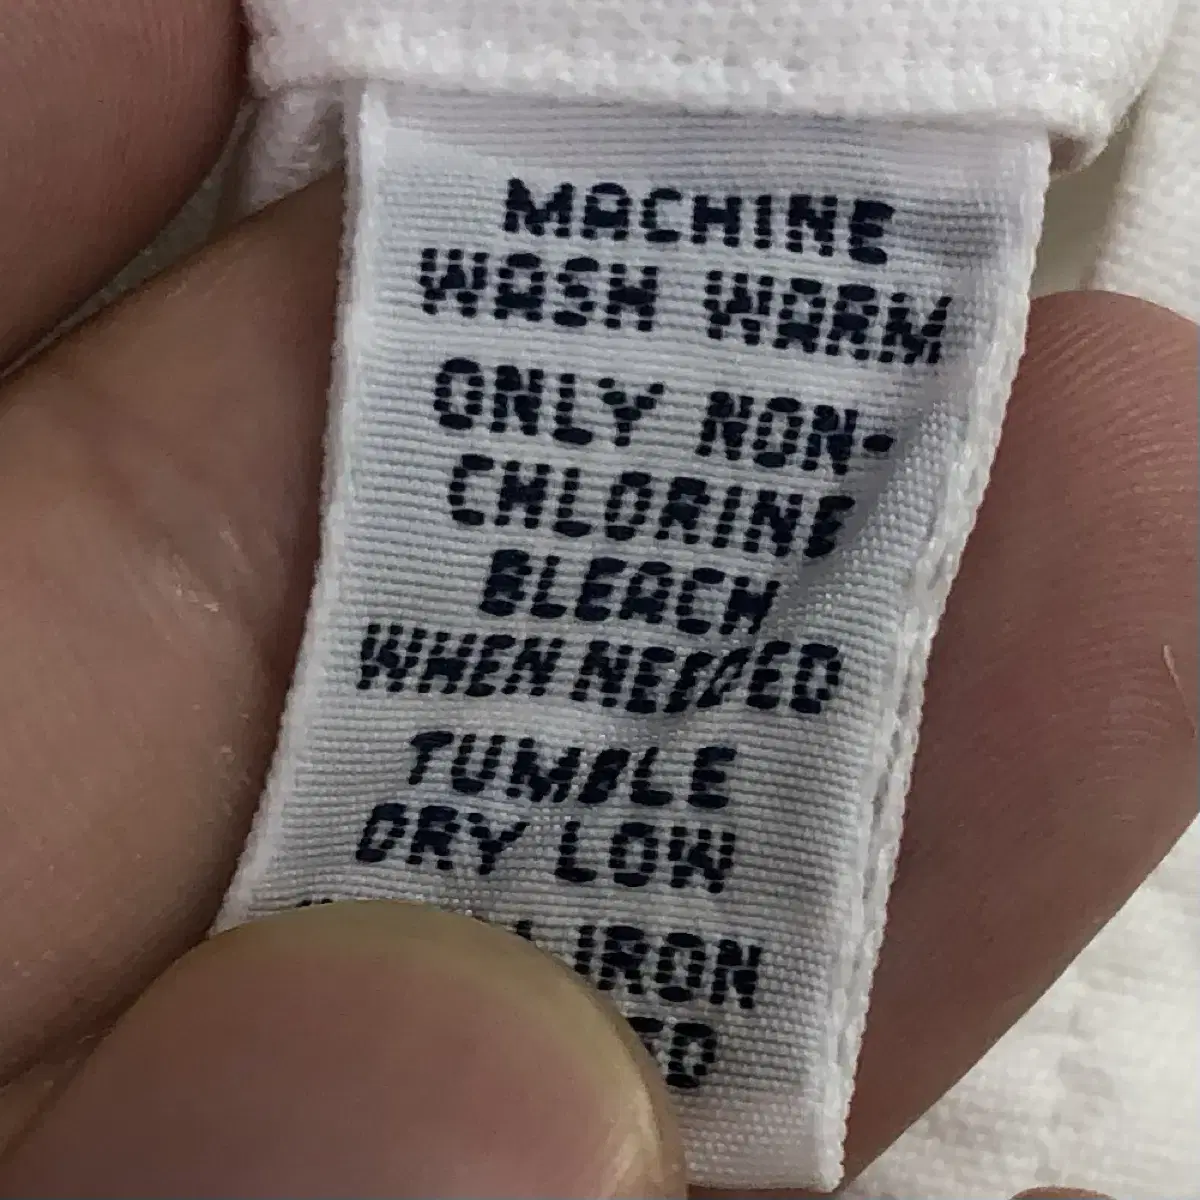 MACHINE
WASH WARM
ONLY NON-
CHLORINE
BLEACH
WHEN NEEDED
TUMBLE
DRY LOW
IRON